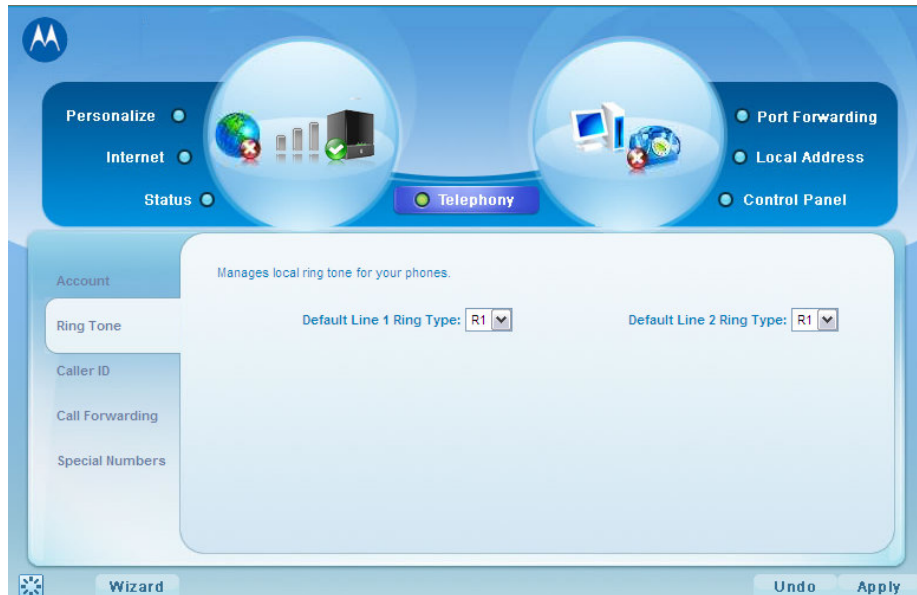 Personalize
Internet
Status
Telephony
Port Forwarding
Local Address
Control Panel
Account
Ring Tone
Caller ID
Call Forwarding
Special Numbers
Manages local ring tone for your phones.
Default Line 1 Ring Type: R1
Default Line 2 Ring Type: R1
Wizard
Undo
Apply